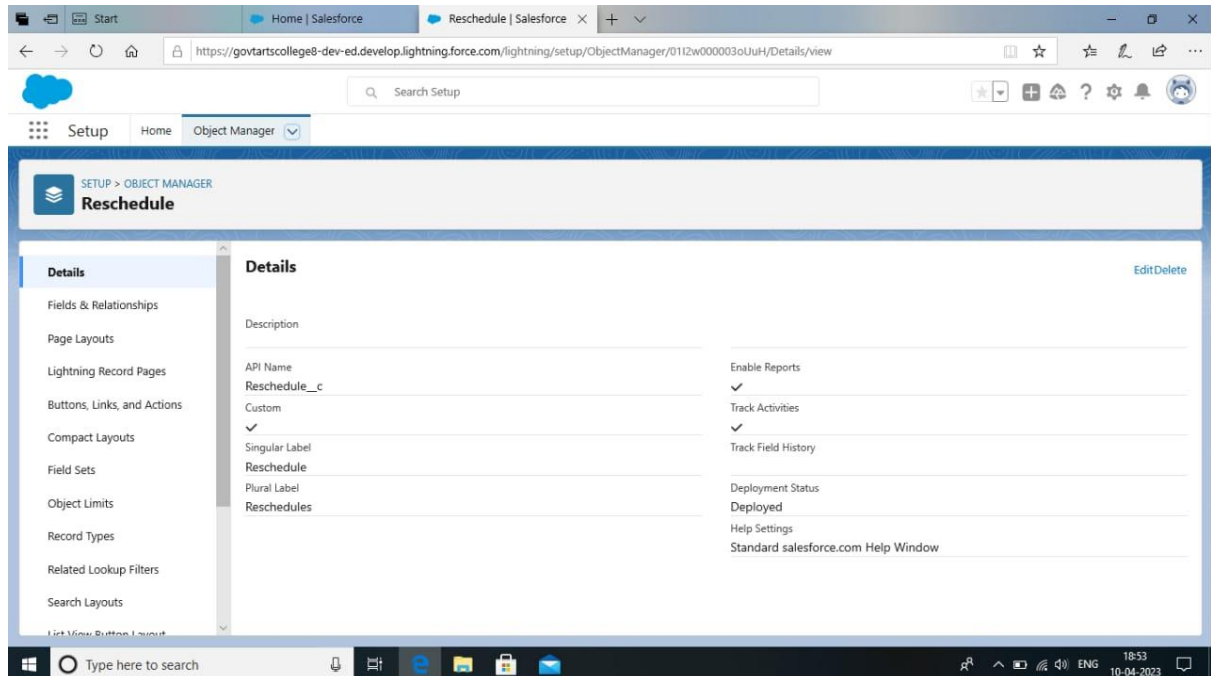 Start
Home | Salesforce
Reschedule | Salesforce
https://govtartscollege8-dev-ed.develop.lightning.force.com/lightning/setup/ObjectManager/01I2w000003oUuH/Details/view
Search Setup
Setup
Home
Object Manager
SETUP > OBJECT MANAGER
Reschedule
Details
Fields & Relationships
Page Layouts
Lightning Record Pages
Buttons, Links, and Actions
Compact Layouts
Field Sets
Object Limits
Record Types
Related Lookup Filters
Search Layouts
List View Button Layout
Details
Edit Delete
Description
API Name
Reschedule__c
Custom
Singular Label
Reschedule
Plural Label
Reschedules
Enable Reports
Track Activities
Track Field History
Deployment Status
Deployed
Help Settings
Standard salesforce.com Help Window
Type here to search
ENG
18:53
10-04-2023